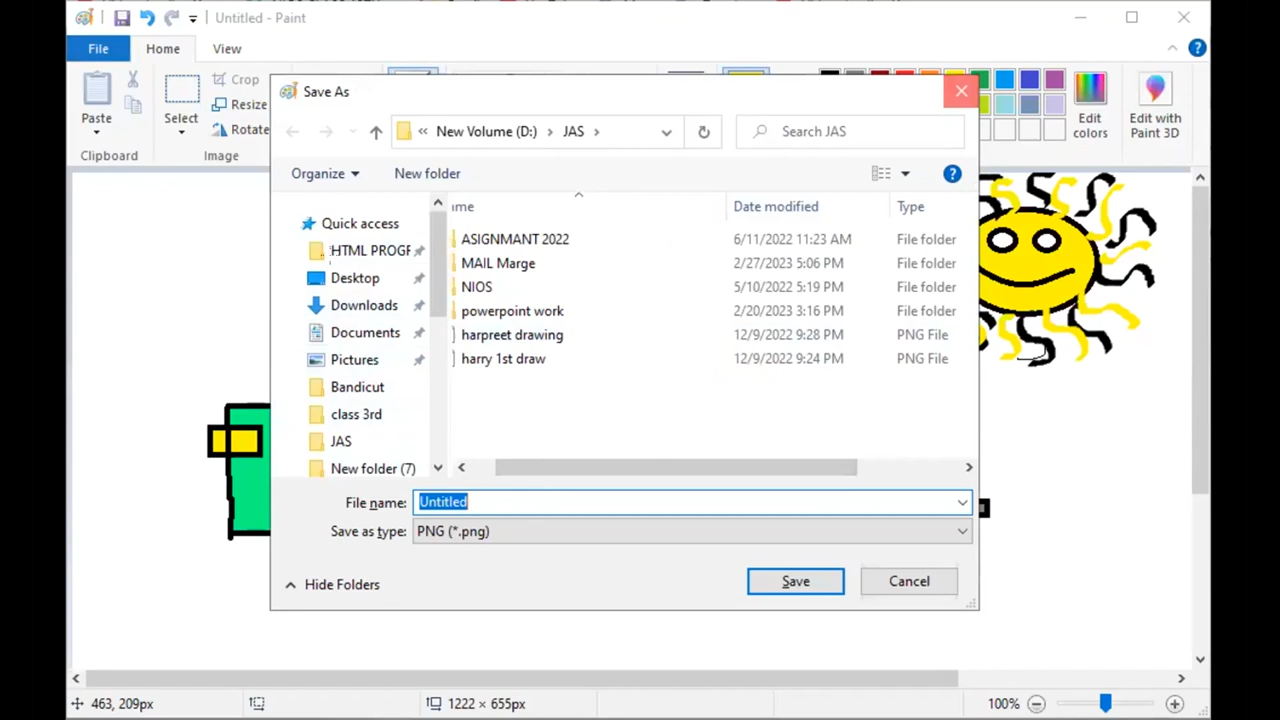 Untitled - Paint
File Home View
Paste
Clipboard
Select
Crop
Resize
Rotate
Image
Edit colors
Edit with Paint 3D
Save As
« New Volume (D:) › JAS ›
Search JAS
Organize New folder
Quick access
HTML PROGR
Desktop
Downloads
Documents
Pictures
Bandicut
class 3rd
JAS
New folder (7)
ame Date modified Type
ASIGNMANT 2022 6/11/2022 11:23 AM File folder
MAIL Marge 2/27/2023 5:06 PM File folder
NIOS 5/10/2022 5:19 PM File folder
powerpoint work 2/20/2023 3:16 PM File folder
harpreet drawing 12/9/2022 9:28 PM PNG File
harry 1st draw 12/9/2022 9:24 PM PNG File
File name: Untitled
Save as type: PNG (*.png)
Hide Folders
Save
Cancel
463, 209px
1222 × 655px
100%